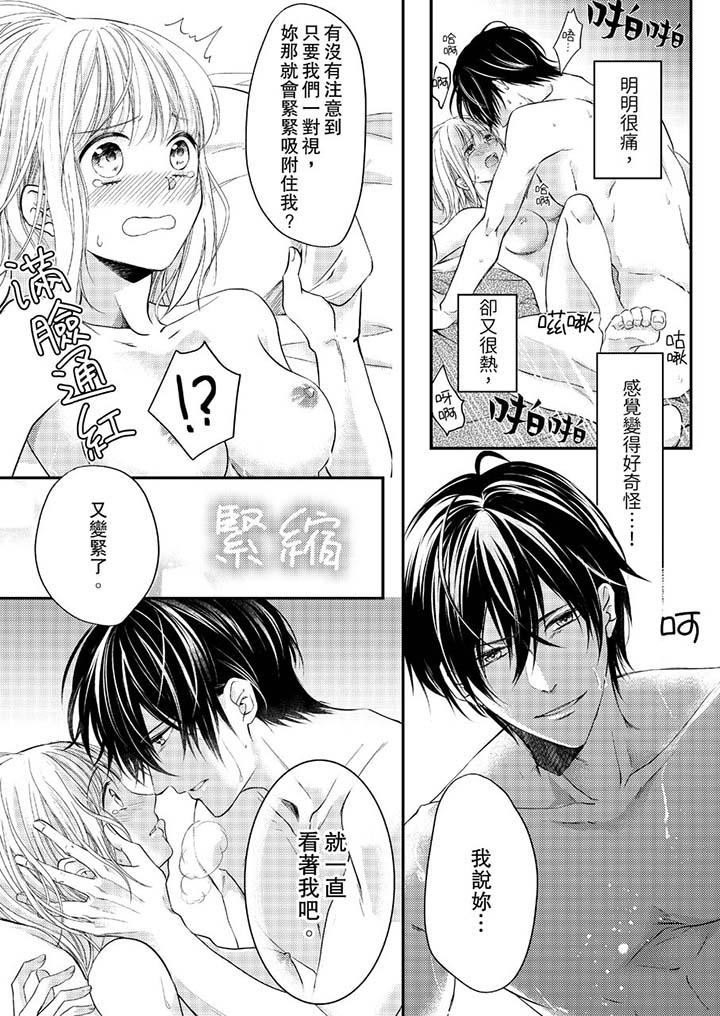 啪啪
唔…
哈啊
啊
明明很痛，
哈啊
卻又很熱，
嗞啾
咕啾
呀啊
啪啪
感覺變得好奇怪…！
呵
我說妳…
有沒有注意到
只要我們一對視，
妳那就會緊緊吸附住我？
滿臉通紅
！？
緊縮
又變緊了。
就一直
看著我吧。